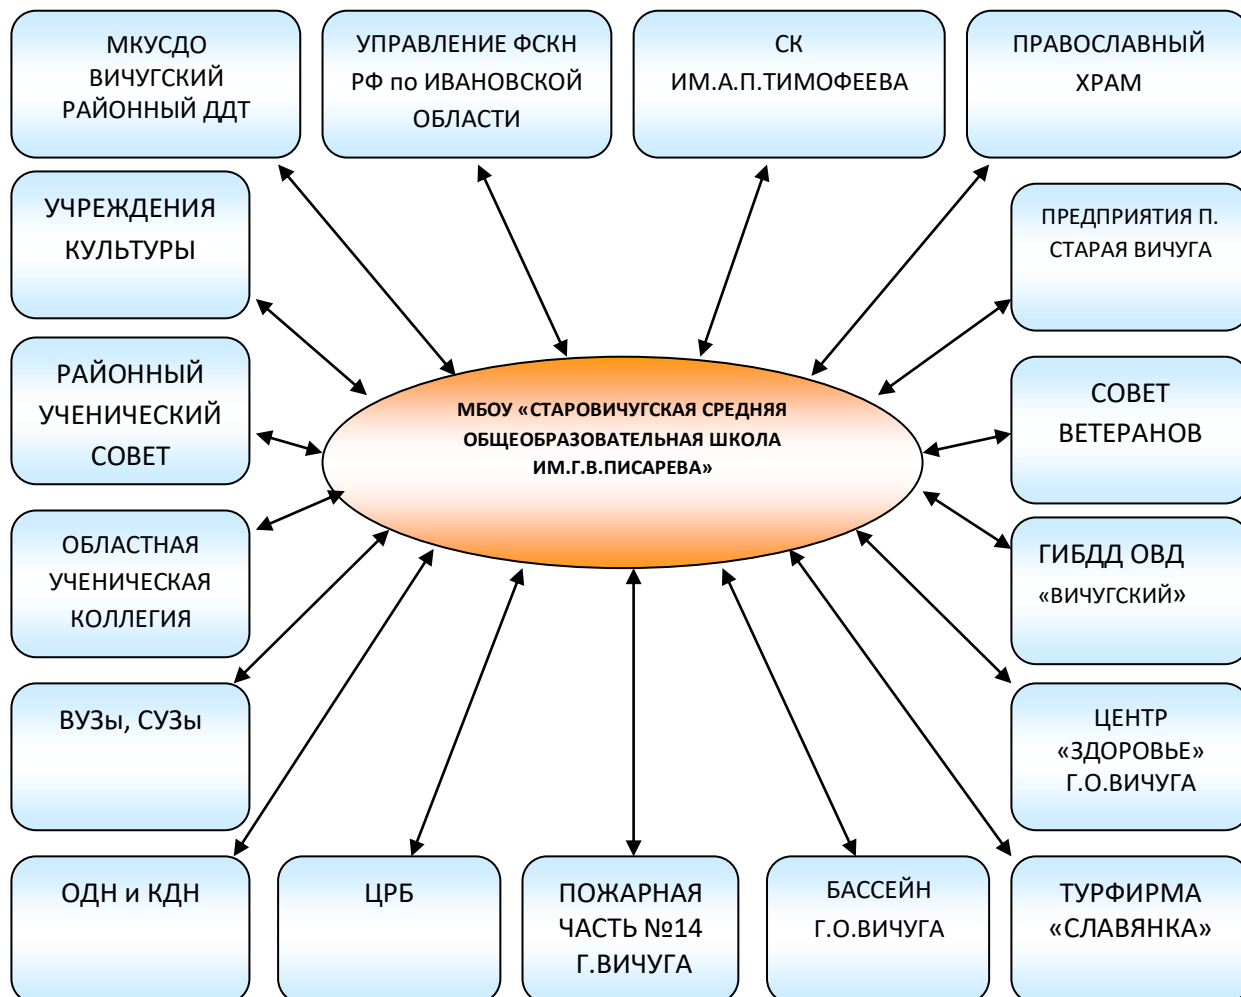 МКУСДО
ВИЧУГСКИЙ
РАЙОННЫЙ ДДТ
УПРАВЛЕНИЕ ФСКН
РФ по ИВАНОВСКОЙ
ОБЛАСТИ
СК
ИМ.А.П.ТИМОФЕЕВА
ПРАВОСЛАВНЫЙ
ХРАМ
УЧРЕЖДЕНИЯ
КУЛЬТУРЫ
ПРЕДПРИЯТИЯ П.
СТАРАЯ ВИЧУГА
РАЙОННЫЙ
УЧЕНИЧЕСКИЙ
СОВЕТ
МБОУ «СТАРОВИЧУГСКАЯ СРЕДНЯЯ
ОБЩЕОБРАЗОВАТЕЛЬНАЯ ШКОЛА
ИМ.Г.В.ПИСАРЕВА»
СОВЕТ
ВЕТЕРАНОВ
ОБЛАСТНАЯ
УЧЕНИЧЕСКАЯ
КОЛЛЕГИЯ
ГИБДД ОВД
«ВИЧУГСКИЙ»
ВУЗы, СУЗы
ЦЕНТР
«ЗДОРОВЬЕ»
Г.О.ВИЧУГА
ОДН и КДН
ЦРБ
ПОЖАРНАЯ
ЧАСТЬ №14
Г.ВИЧУГА
БАССЕЙН
Г.О.ВИЧУГА
ТУРФИРМА
«СЛАВЯНКА»